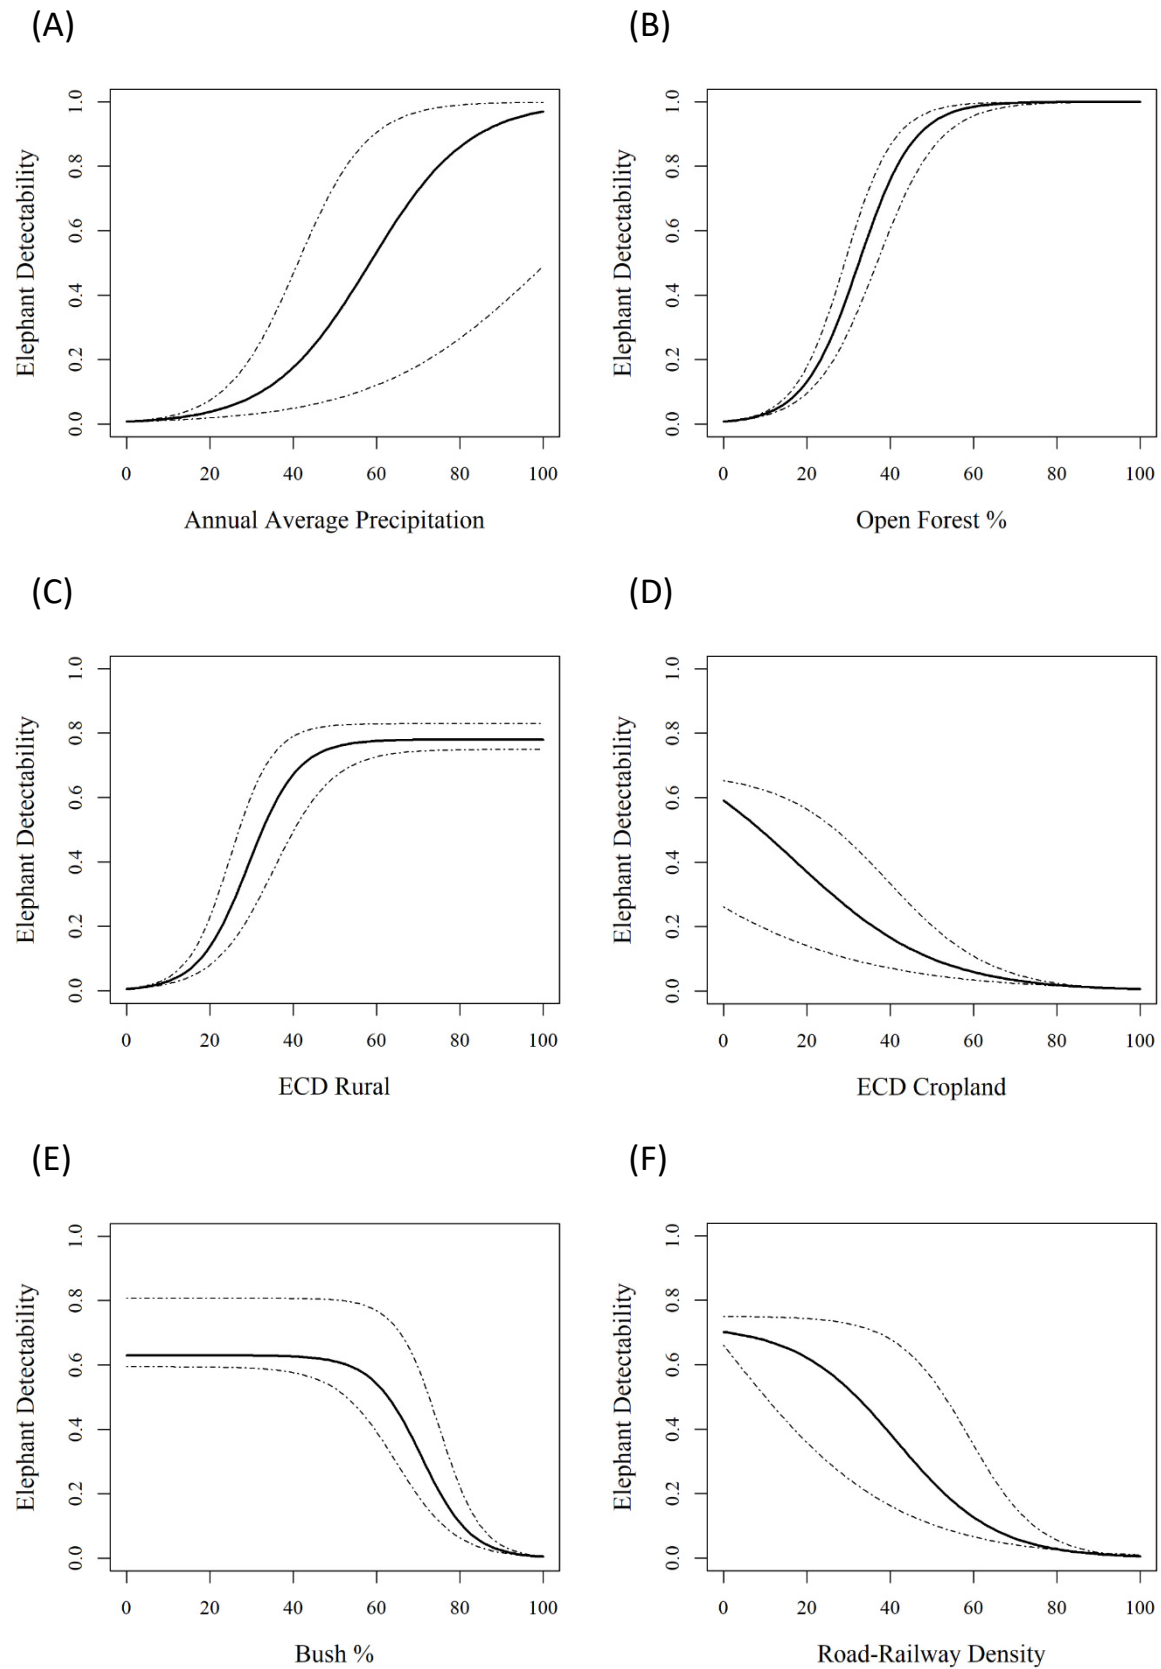 (A)
Elephant Detectability
1.0
0.8
0.6
0.4
0.2
0.0
0 20 40 60 80 100
Annual Average Precipitation
(B)
Elephant Detectability
1.0
0.8
0.6
0.4
0.2
0.0
0 20 40 60 80 100
Open Forest %
(C)
Elephant Detectability
1.0
0.8
0.6
0.4
0.2
0.0
0 20 40 60 80 100
ECD Rural
(D)
Elephant Detectability
1.0
0.8
0.6
0.4
0.2
0.0
0 20 40 60 80 100
ECD Cropland
(E)
Elephant Detectability
1.0
0.8
0.6
0.4
0.2
0.0
0 20 40 60 80 100
Bush %
(F)
Elephant Detectability
1.0
0.8
0.6
0.4
0.2
0.0
0 20 40 60 80 100
Road-Railway Density